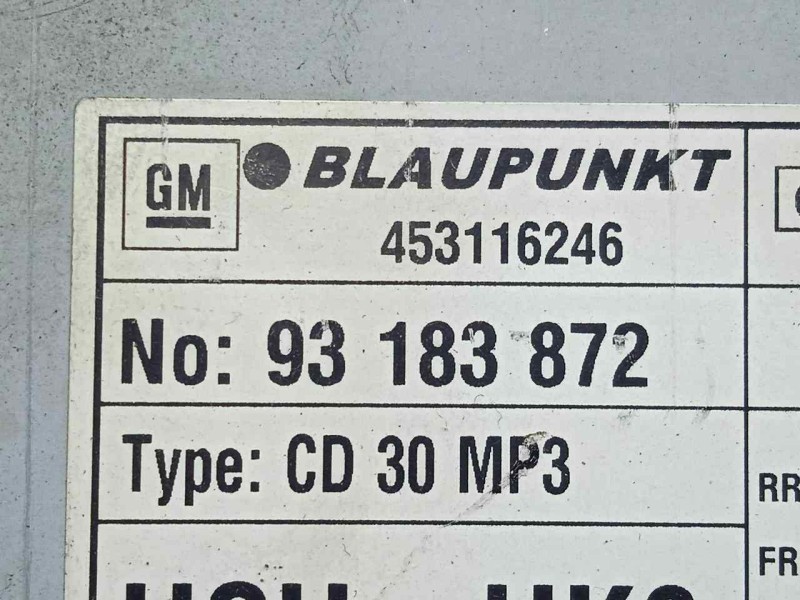 GM BLAUPUNKT
453116246
No: 93 183 872
Type: CD 30 MP3
RR
FR